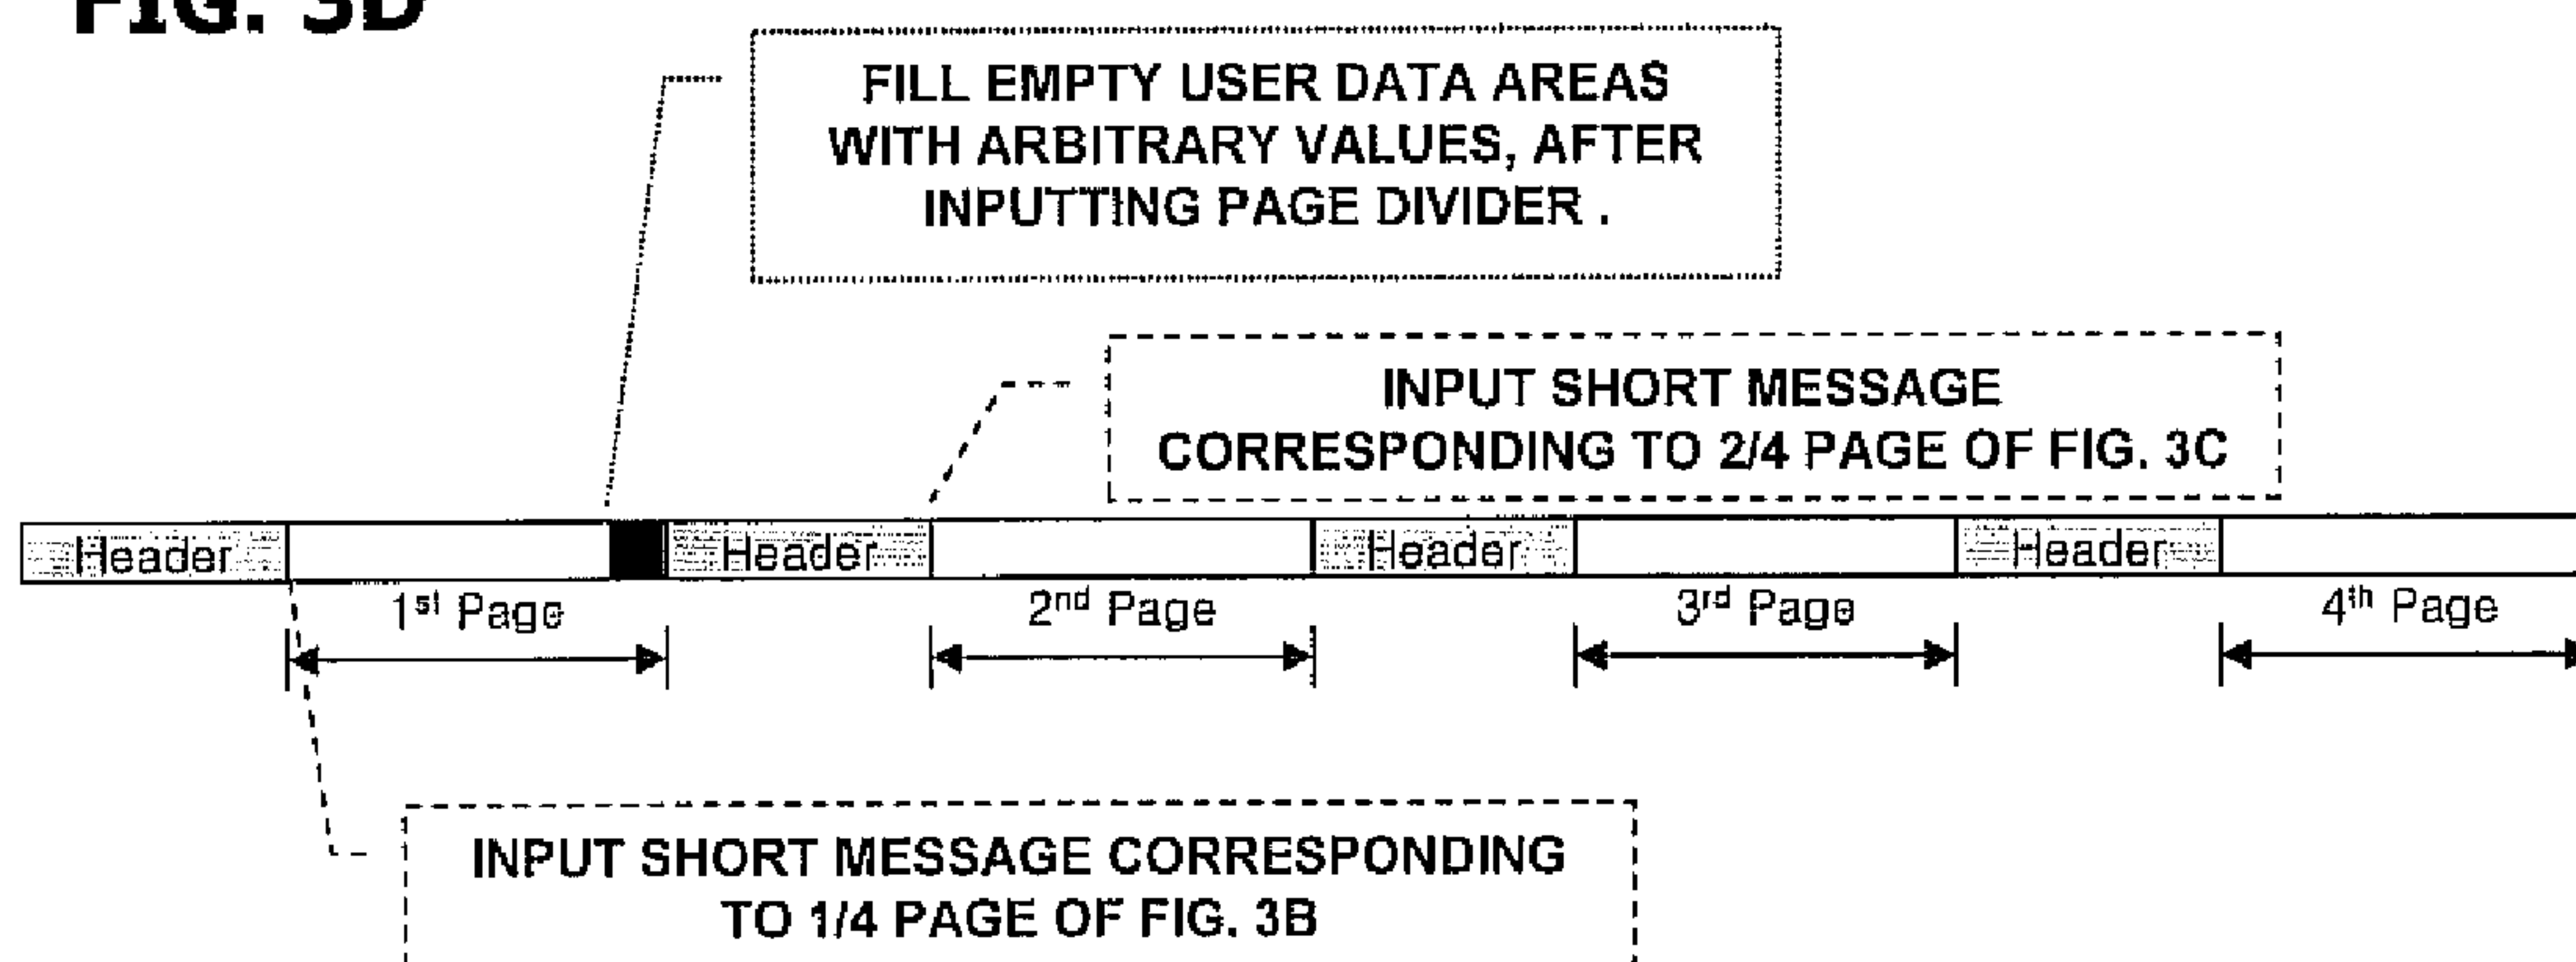 FIG. 3D
FILL EMPTY USER DATA AREAS
WITH ARBITRARY VALUES, AFTER
INPUTTING PAGE DIVIDER .
INPUT SHORT MESSAGE
CORRESPONDING TO 2/4 PAGE OF FIG. 3C
Header Header Header Header
1st Page 2nd Page 3rd Page 4th Page
INPUT SHORT MESSAGE CORRESPONDING
TO 1/4 PAGE OF FIG. 3B